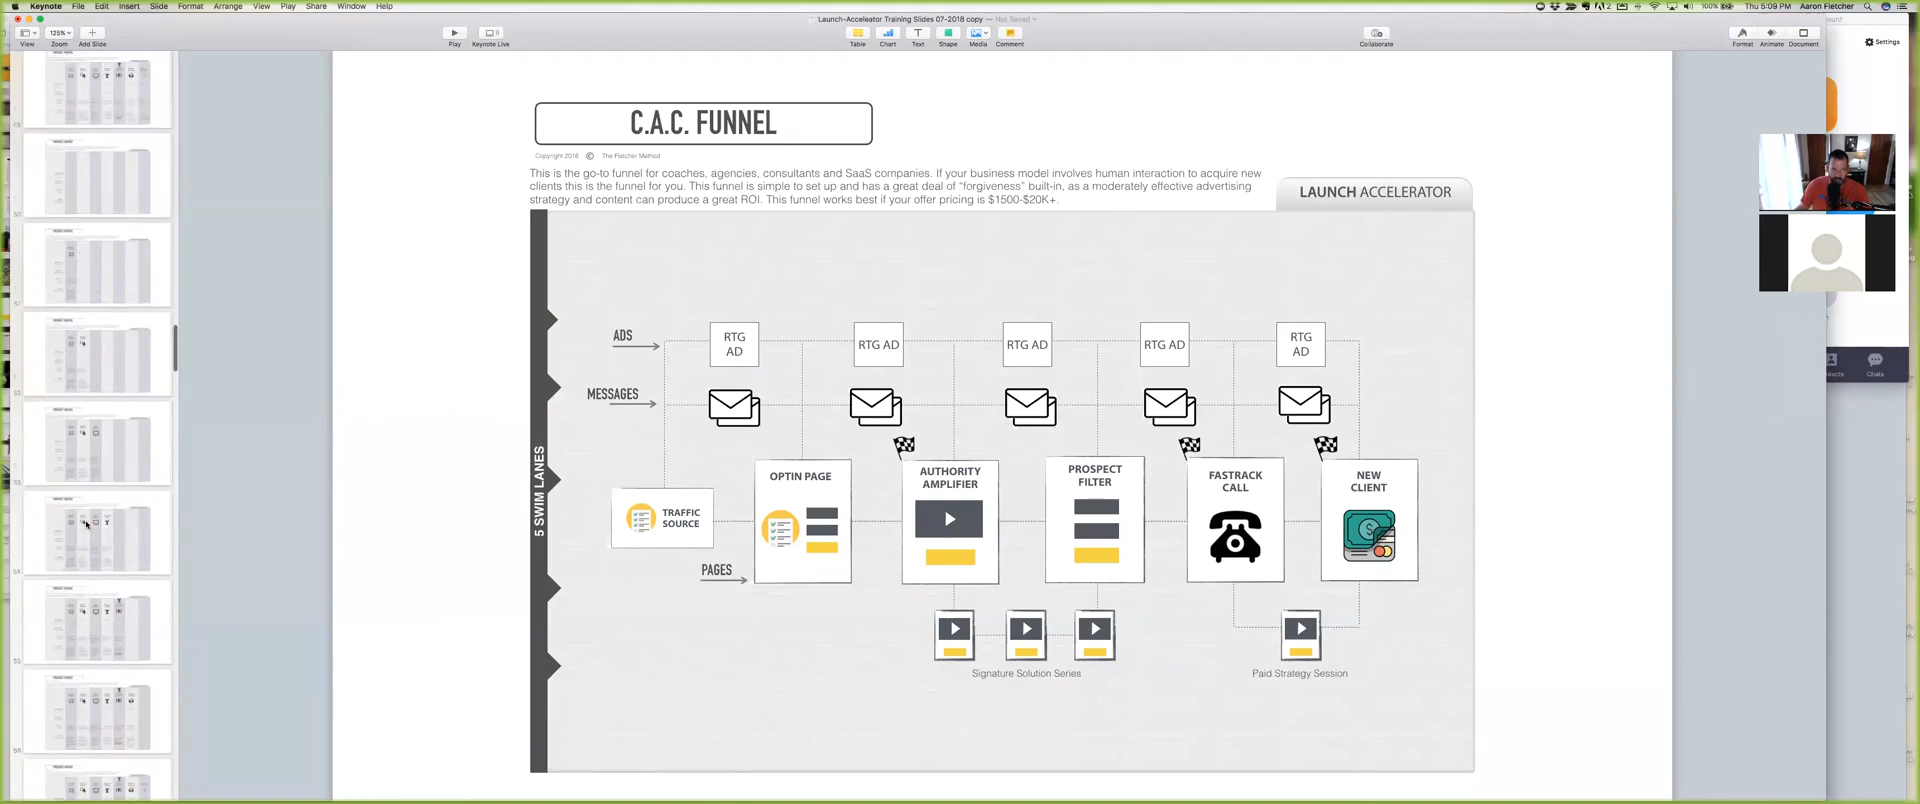 Keynote File Edit Insert Slide Format Arrange View Play Share Window Help
100% Thu 5:09 PM Aaron Fletcher
Launch-Accelerator Training Slides 07-2018 copy — Not Saved
125%
View Zoom Add Slide
Play Keynote Live
Table Chart Text Shape Media Comment
Collaborate
Format Animate Document
Settings
C.A.C. FUNNEL
Copyright 2018 © The Fletcher Method
This is the go-to funnel for coaches, agencies, consultants and SaaS companies. If your business model involves human interaction to acquire new
clients this is the funnel for you. This funnel is simple to set up and has a great deal of “forgiveness” built-in, as a moderately effective advertising
strategy and content can produce a great ROI. This funnel works best if your offer pricing is $1500-$20K+.
LAUNCH ACCELERATOR
5 SWIM LANES
ADS
RTG
AD
RTG AD
RTG AD
RTG AD
RTG
AD
MESSAGES
TRAFFIC
SOURCE
OPTIN PAGE
AUTHORITY
AMPLIFIER
PROSPECT
FILTER
FASTRACK
CALL
NEW
CLIENT
PAGES
Signature Solution Series
Paid Strategy Session
Chats